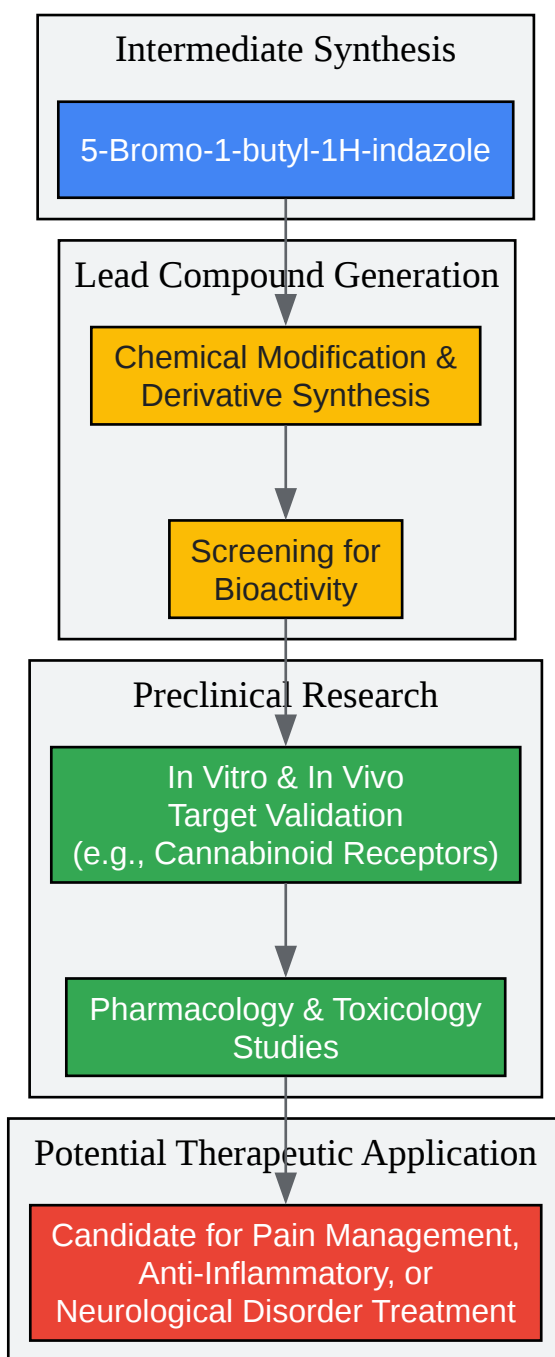 Intermediate Synthesis
5-Bromo-1-butyl-1H-indazole
Lead Compound Generation
Chemical Modification &
Derivative Synthesis
Screening for
Bioactivity
Preclinical Research
In Vitro & In Vivo
Target Validation
(e.g., Cannabinoid Receptors)
Pharmacology & Toxicology
Studies
Potential Therapeutic Application
Candidate for Pain Management,
Anti-Inflammatory, or
Neurological Disorder Treatment